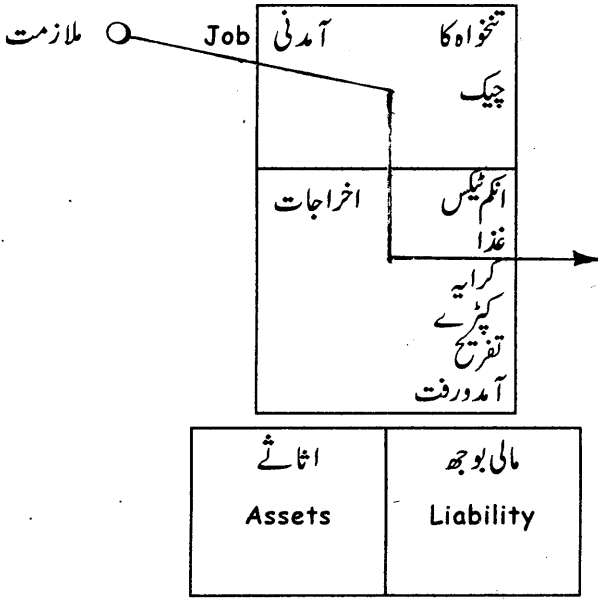 ملازمت Job آمدنی تنخواہ کا
چیک
اخراجات انکم ٹیکس
غذا
کرایہ
کپڑے
تفریح
آمدورفت
اثاثے مالی بوجھ
Assets Liability